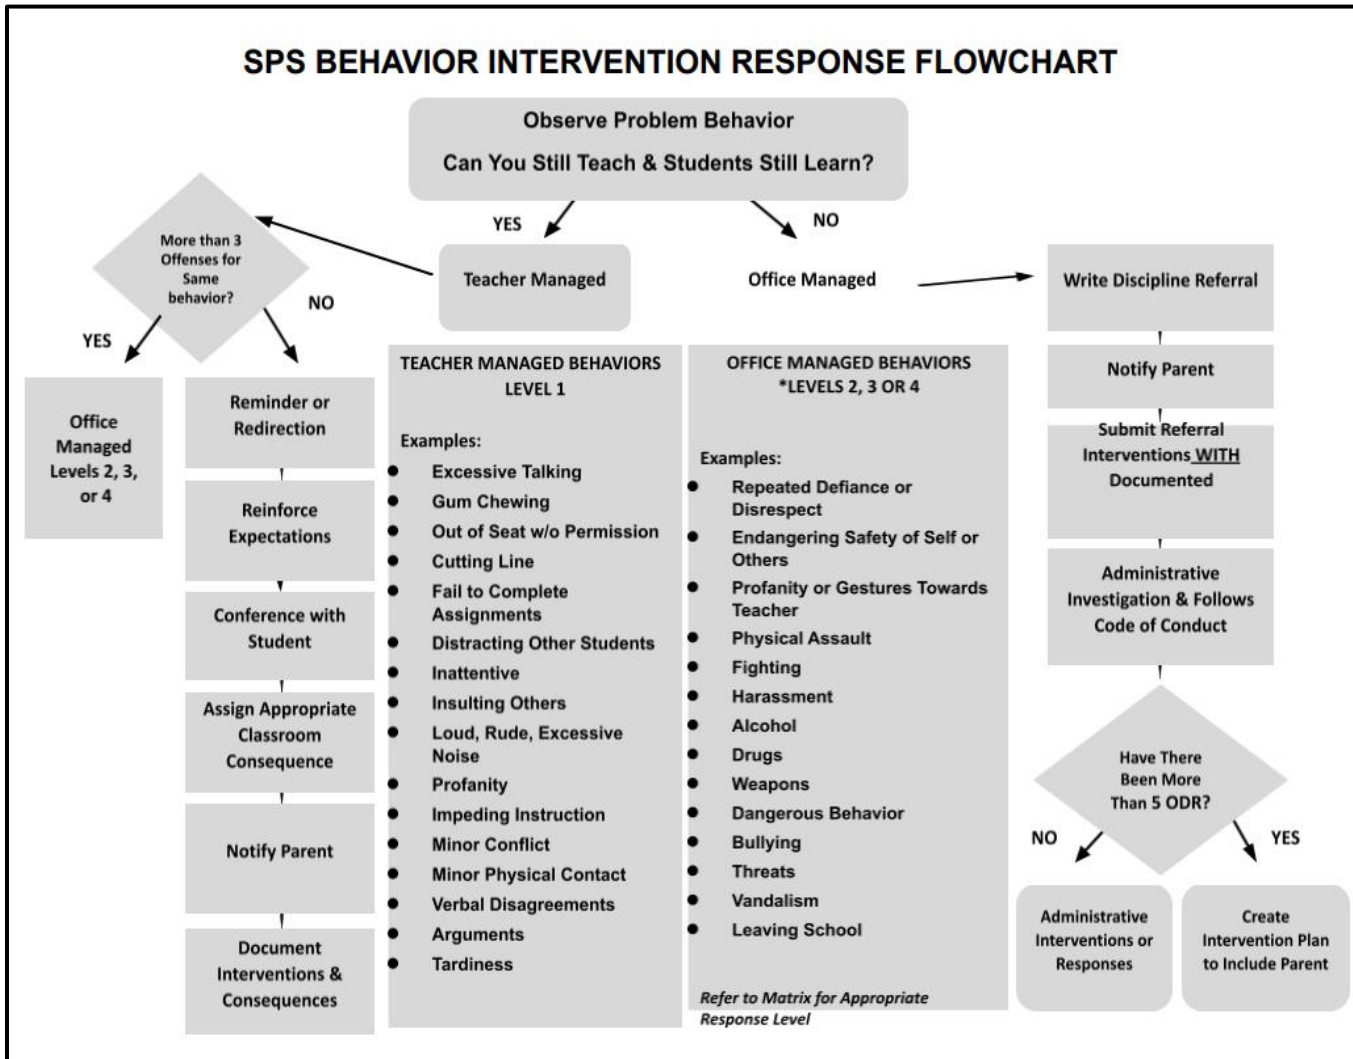 SPS BEHAVIOR INTERVENTION RESPONSE FLOWCHART
Observe Problem Behavior
Can You Still Teach & Students Still Learn?
YES
NO
More than 3
Offenses for
Same
behavior?
Teacher Managed
Office Managed
Write Discipline Referral
YES
NO
Office
Managed
Levels 2, 3,
or 4
Reminder or
Redirection
Reinforce
Expectations
Conference with
Student
Assign Appropriate
Classroom
Consequence
Notify Parent
Document
Interventions &
Consequences
TEACHER MANAGED BEHAVIORS
LEVEL 1
Examples:
● Excessive Talking
● Gum Chewing
● Out of Seat w/o Permission
● Cutting Line
● Fail to Complete
Assignments
● Distracting Other Students
● Inattentive
● Insulting Others
● Loud, Rude, Excessive
Noise
● Profanity
● Impeding Instruction
● Minor Conflict
● Minor Physical Contact
● Verbal Disagreements
● Arguments
● Tardiness
OFFICE MANAGED BEHAVIORS
*LEVELS 2, 3 OR 4
Examples:
● Repeated Defiance or
Disrespect
● Endangering Safety of Self or
Others
● Profanity or Gestures Towards
Teacher
● Physical Assault
● Fighting
● Harassment
● Alcohol
● Drugs
● Weapons
● Dangerous Behavior
● Bullying
● Threats
● Vandalism
● Leaving School
Refer to Matrix for Appropriate
Response Level
Notify Parent
Submit Referral
Interventions WITH
Documented
Administrative
Investigation & Follows
Code of Conduct
Have There
Been More
Than 5 ODR?
NO
YES
Administrative
Interventions or
Responses
Create
Intervention Plan
to Include Parent